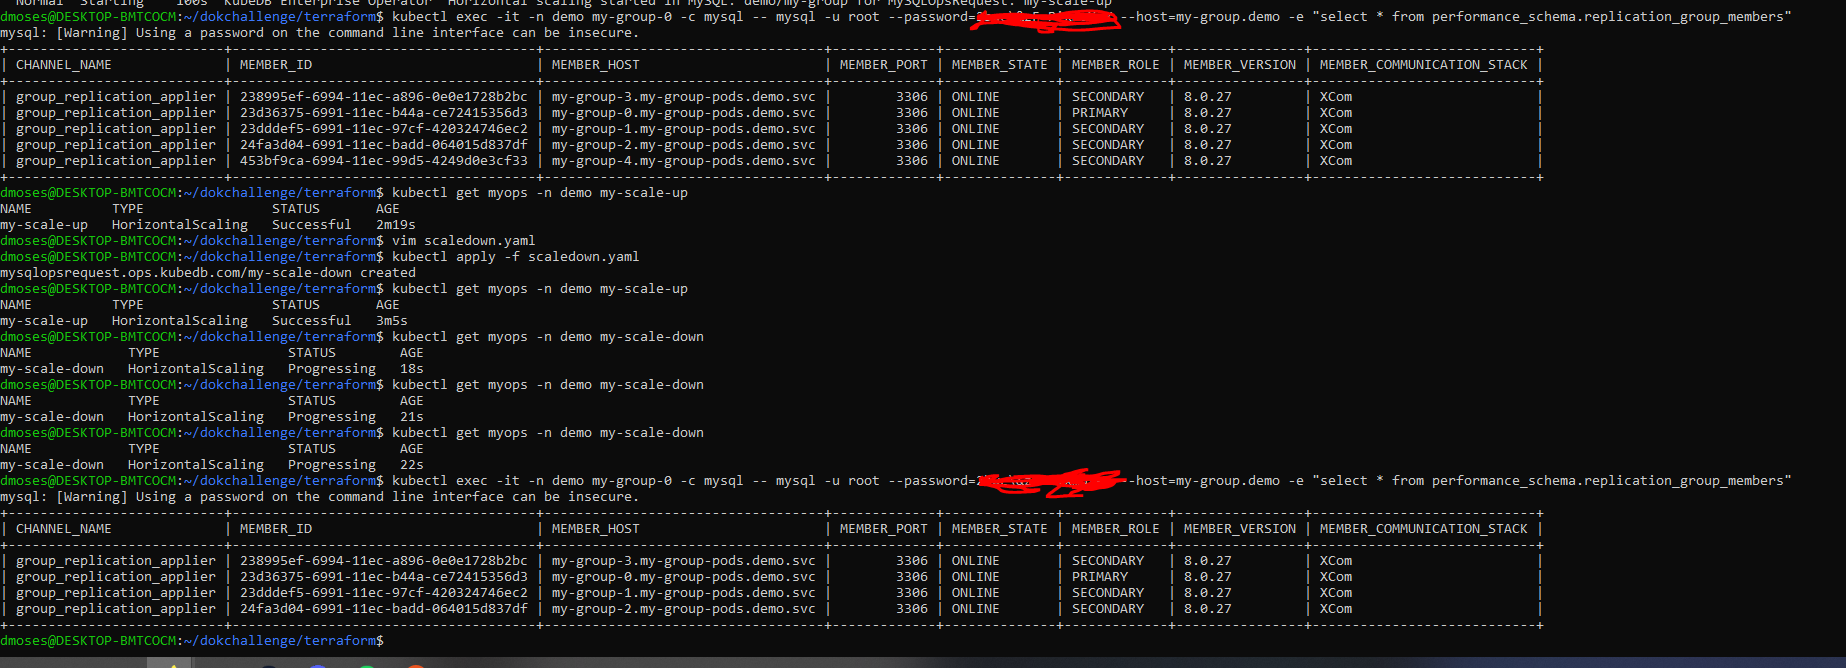 Normal  Starting    100s  KubeDB Enterprise Operator  Horizontal scaling started in MySQL: demo/my-group for MySQLOpsRequest: my-scale-up
dmoses@DESKTOP-BMTCOCM:~/dokchallenge/terraform$ kubectl exec -it -n demo my-group-0 -c mysql -- mysql -u root --password= --host=my-group.demo -e "select * from performance_schema.replication_group_members"
mysql: [Warning] Using a password on the command line interface can be insecure.
| CHANNEL_NAME | MEMBER_ID | MEMBER_HOST | MEMBER_PORT | MEMBER_STATE | MEMBER_ROLE | MEMBER_VERSION | MEMBER_COMMUNICATION_STACK |
| group_replication_applier | 238995ef-6994-11ec-a896-0e0e1728b2bc | my-group-3.my-group-pods.demo.svc | 3306 | ONLINE | SECONDARY | 8.0.27 | XCom |
| group_replication_applier | 23d36375-6991-11ec-b44a-ce72415356d3 | my-group-0.my-group-pods.demo.svc | 3306 | ONLINE | PRIMARY | 8.0.27 | XCom |
| group_replication_applier | 23dddef5-6991-11ec-97cf-420324746ec2 | my-group-1.my-group-pods.demo.svc | 3306 | ONLINE | SECONDARY | 8.0.27 | XCom |
| group_replication_applier | 24fa3d04-6991-11ec-badd-064015d837df | my-group-2.my-group-pods.demo.svc | 3306 | ONLINE | SECONDARY | 8.0.27 | XCom |
| group_replication_applier | 453bf9ca-6994-11ec-99d5-4249d0e3cf33 | my-group-4.my-group-pods.demo.svc | 3306 | ONLINE | SECONDARY | 8.0.27 | XCom |
dmoses@DESKTOP-BMTCOCM:~/dokchallenge/terraform$ kubectl get myops -n demo my-scale-up
NAME TYPE STATUS AGE
my-scale-up HorizontalScaling Successful 2m19s
dmoses@DESKTOP-BMTCOCM:~/dokchallenge/terraform$ vim scaledown.yaml
dmoses@DESKTOP-BMTCOCM:~/dokchallenge/terraform$ kubectl apply -f scaledown.yaml
mysqlopsrequest.ops.kubedb.com/my-scale-down created
dmoses@DESKTOP-BMTCOCM:~/dokchallenge/terraform$ kubectl get myops -n demo my-scale-up
NAME TYPE STATUS AGE
my-scale-up HorizontalScaling Successful 3m5s
dmoses@DESKTOP-BMTCOCM:~/dokchallenge/terraform$ kubectl get myops -n demo my-scale-down
NAME TYPE STATUS AGE
my-scale-down HorizontalScaling Progressing 18s
dmoses@DESKTOP-BMTCOCM:~/dokchallenge/terraform$ kubectl get myops -n demo my-scale-down
NAME TYPE STATUS AGE
my-scale-down HorizontalScaling Progressing 21s
dmoses@DESKTOP-BMTCOCM:~/dokchallenge/terraform$ kubectl get myops -n demo my-scale-down
NAME TYPE STATUS AGE
my-scale-down HorizontalScaling Progressing 22s
dmoses@DESKTOP-BMTCOCM:~/dokchallenge/terraform$ kubectl exec -it -n demo my-group-0 -c mysql -- mysql -u root --password= --host=my-group.demo -e "select * from performance_schema.replication_group_members"
mysql: [Warning] Using a password on the command line interface can be insecure.
| CHANNEL_NAME | MEMBER_ID | MEMBER_HOST | MEMBER_PORT | MEMBER_STATE | MEMBER_ROLE | MEMBER_VERSION | MEMBER_COMMUNICATION_STACK |
| group_replication_applier | 238995ef-6994-11ec-a896-0e0e1728b2bc | my-group-3.my-group-pods.demo.svc | 3306 | ONLINE | SECONDARY | 8.0.27 | XCom |
| group_replication_applier | 23d36375-6991-11ec-b44a-ce72415356d3 | my-group-0.my-group-pods.demo.svc | 3306 | ONLINE | PRIMARY | 8.0.27 | XCom |
| group_replication_applier | 23dddef5-6991-11ec-97cf-420324746ec2 | my-group-1.my-group-pods.demo.svc | 3306 | ONLINE | SECONDARY | 8.0.27 | XCom |
| group_replication_applier | 24fa3d04-6991-11ec-badd-064015d837df | my-group-2.my-group-pods.demo.svc | 3306 | ONLINE | SECONDARY | 8.0.27 | XCom |
dmoses@DESKTOP-BMTCOCM:~/dokchallenge/terraform$